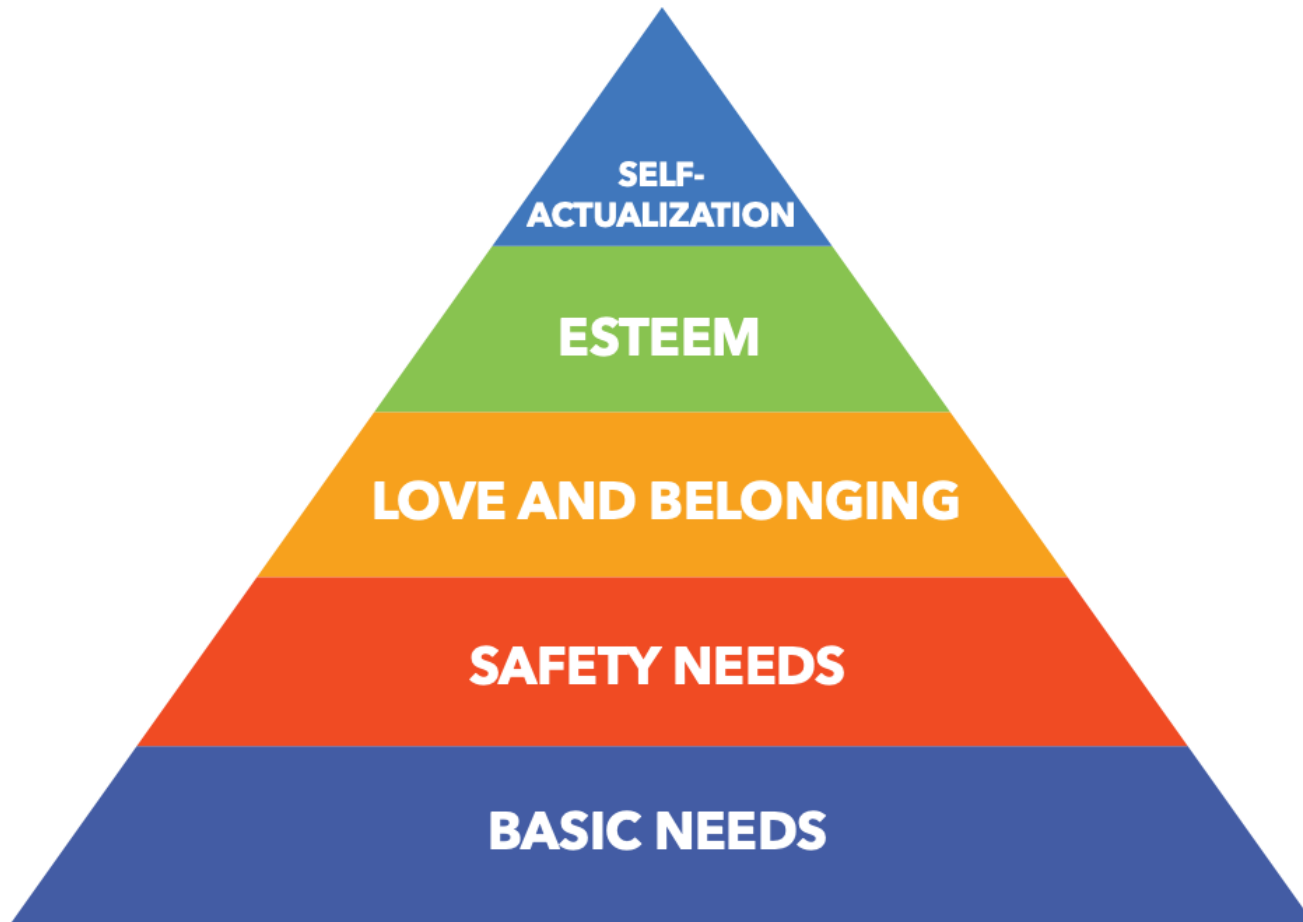 SELF-
ACTUALIZATION
ESTEEM
LOVE AND BELONGING
SAFETY NEEDS
BASIC NEEDS